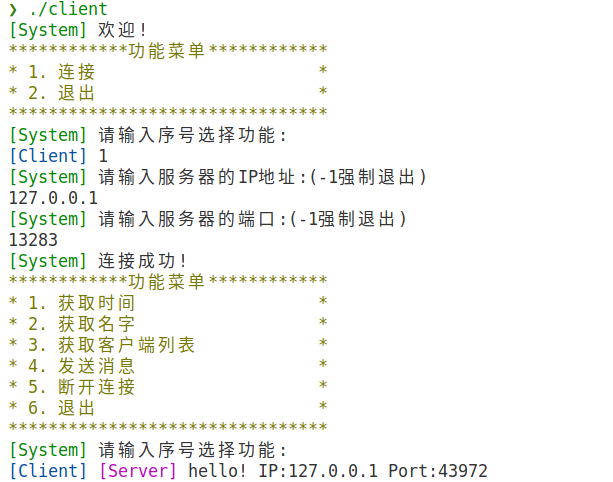 ❯ ./client
[System] 欢迎!
************功能菜单************
* 1. 连接                      *
* 2. 退出                      *
********************************
[System] 请输入序号选择功能:
[Client] 1
[System] 请输入服务器的IP地址:(-1强制退出)
127.0.0.1
[System] 请输入服务器的端口:(-1强制退出)
13283
[System] 连接成功!
************功能菜单************
* 1. 获取时间                  *
* 2. 获取名字                  *
* 3. 获取客户端列表            *
* 4. 发送消息                  *
* 5. 断开连接                  *
* 6. 退出                      *
********************************
[System] 请输入序号选择功能:
[Client] [Server] hello! IP:127.0.0.1 Port:43972